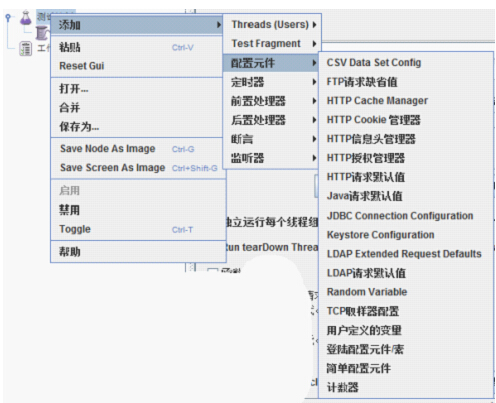 添加
粘贴 Ctrl-V
Reset Gui
打开...
合并
保存为...
Save Node As Image Ctrl-G
Save Screen As Image Ctrl+Shift-G
启用
禁用
Toggle Ctrl-T
帮助
Threads (Users)
Test Fragment
配置元件
定时器
前置处理器
后置处理器
断言
监听器
CSV Data Set Config
FTP请求缺省值
HTTP Cache Manager
HTTP Cookie 管理器
HTTP信息头管理器
HTTP授权管理器
HTTP请求默认值
Java请求默认值
JDBC Connection Configuration
Keystore Configuration
LDAP Extended Request Defaults
LDAP请求默认值
Random Variable
TCP取样器配置
用户定义的变量
登陆配置元件/素
简单配置元件
计数器
独立运行每个线程组
Run tearDown Threa